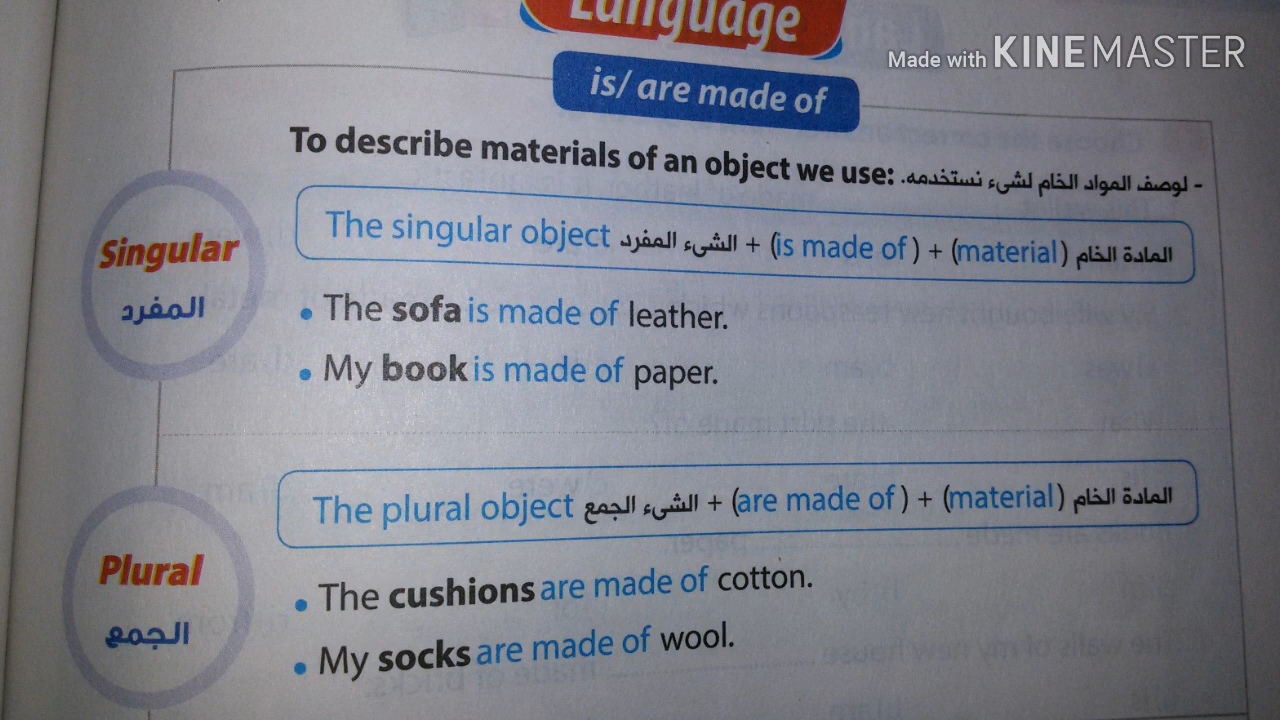 Language
Made with KINEMASTER
is/ are made of
To describe materials of an object we use: - لوصف المواد الخام لشىء نستخدمه.
Singular
المفرد
The singular object الشىء المفرد + (is made of) + (material) المادة الخام
• The sofa is made of leather.
• My book is made of paper.
Plural
الجمع
The plural object الشىء الجمع + (are made of) + (material) المادة الخام
• The cushions are made of cotton.
• My socks are made of wool.